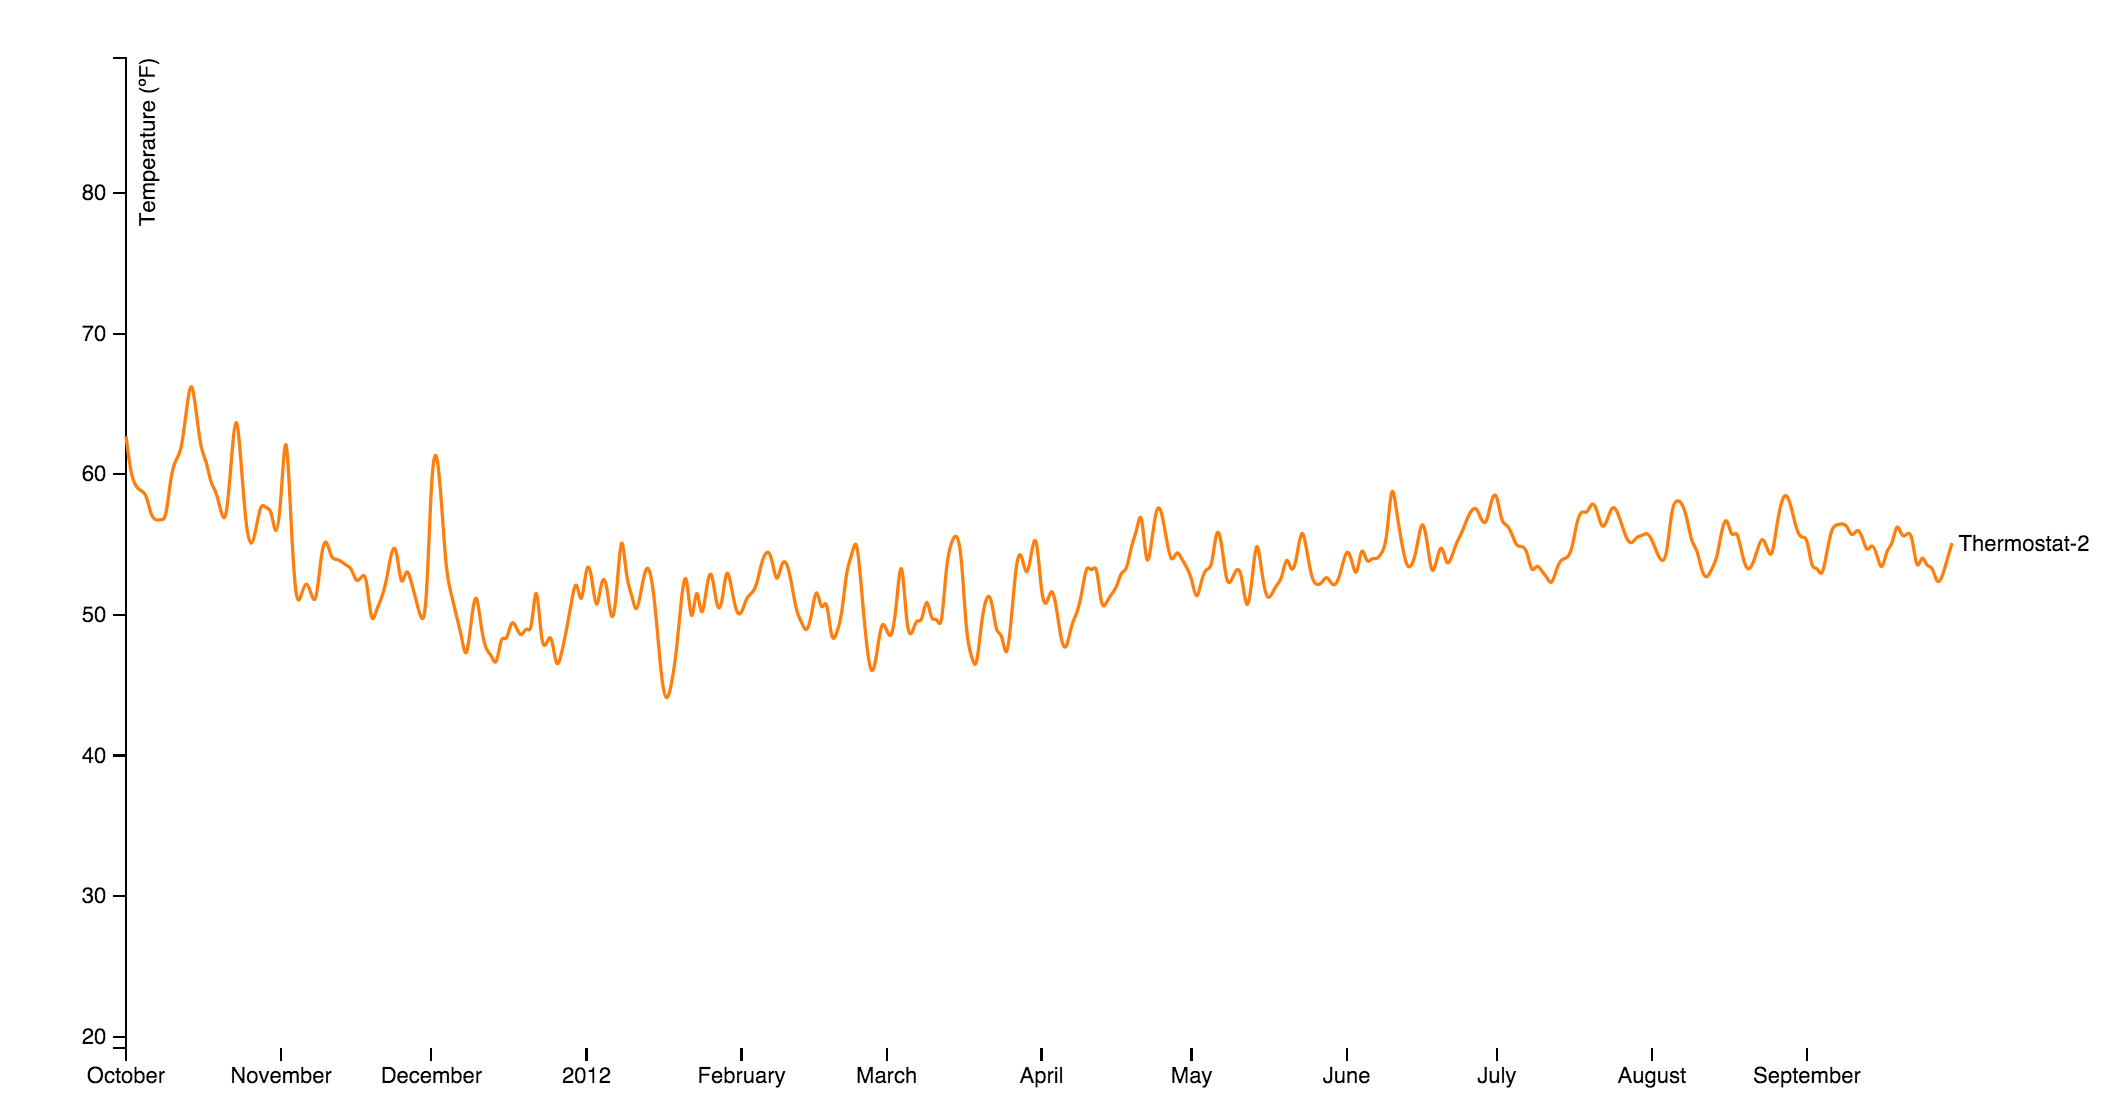 Temperature (ºF)
80
70
60
50
40
30
20
Thermostat-2
October
November
December
2012
February
March
April
May
June
July
August
September